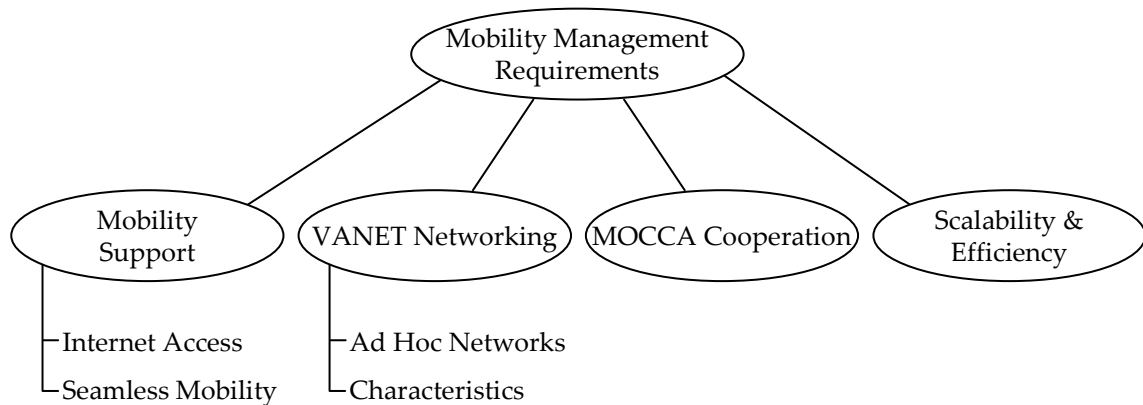 Mobility Management
Requirements
Mobility
Support
VANET Networking
MOCCA Cooperation
Scalability &
Efficiency
Internet Access
Seamless Mobility
Ad Hoc Networks
Characteristics